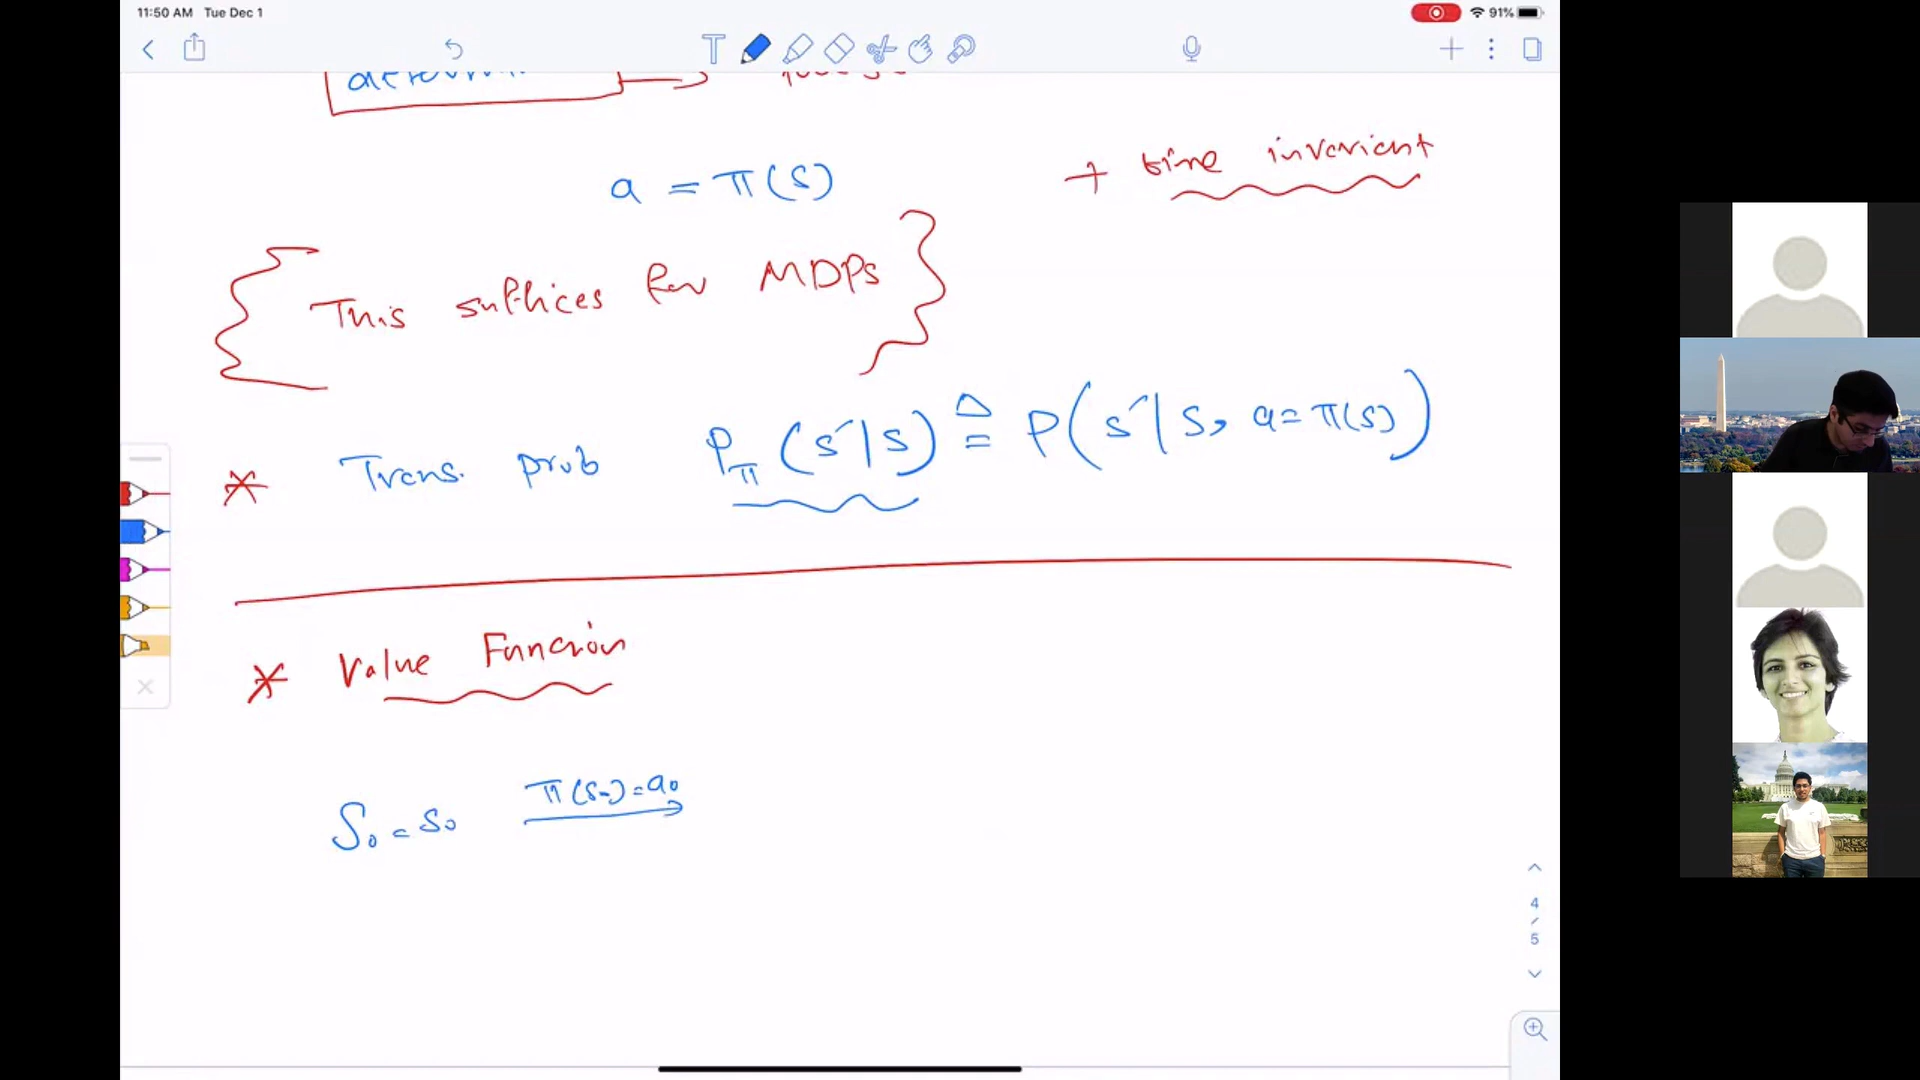 11:50 AM Tue Dec 1
91%
+ time invarient
a = π(s)
This suffices for MDPs
* Trans. prob P_π (s'|s) ≜ P(s'|s, a=π(s))
* Value Function
S₀ = s₀ π(s₀)=a₀
4
5